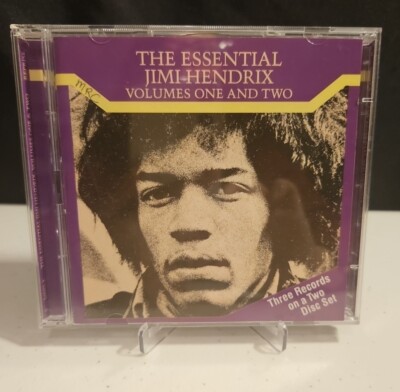 THE ESSENTIAL
JIMI HENDRIX
VOLUMES ONE AND TWO
Three Records
on a Two
Disc Set